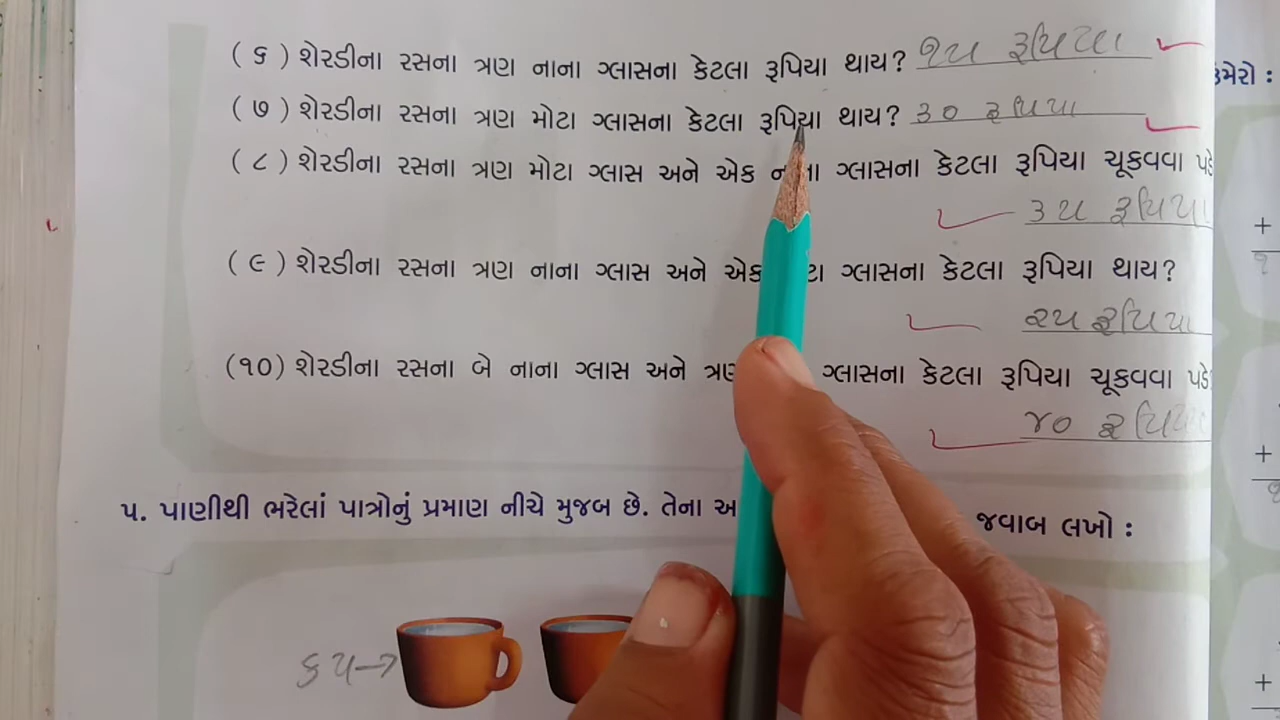 (૬) શેરડીના રસના ત્રણ નાના ગ્લાસના કેટલા રૂપિયા થાય? ૧૫ રૂપિયા
(૭) શેરડીના રસના ત્રણ મોટા ગ્લાસના કેટલા રૂપિયા થાય? ૩૦ રૂપિયા
(૮) શેરડીના રસના ત્રણ મોટા ગ્લાસ અને એક ગ્લાસના કેટલા રૂપિયા ચૂકવવા પડે
૩૫ રૂપિયા
(૯) શેરડીના રસના ત્રણ નાના ગ્લાસ અને એક ગ્લાસના કેટલા રૂપિયા થાય?
૨૫ રૂપિયા
(૧૦) શેરડીના રસના બે નાના ગ્લાસ અને ત્રણ ગ્લાસના કેટલા રૂપિયા ચૂકવવા પડે
૪૦ રૂપિયા
૫. પાણીથી ભરેલાં પાત્રોનું પ્રમાણ નીચે મુજબ છે. તેના જવાબ લખો :
કપ→